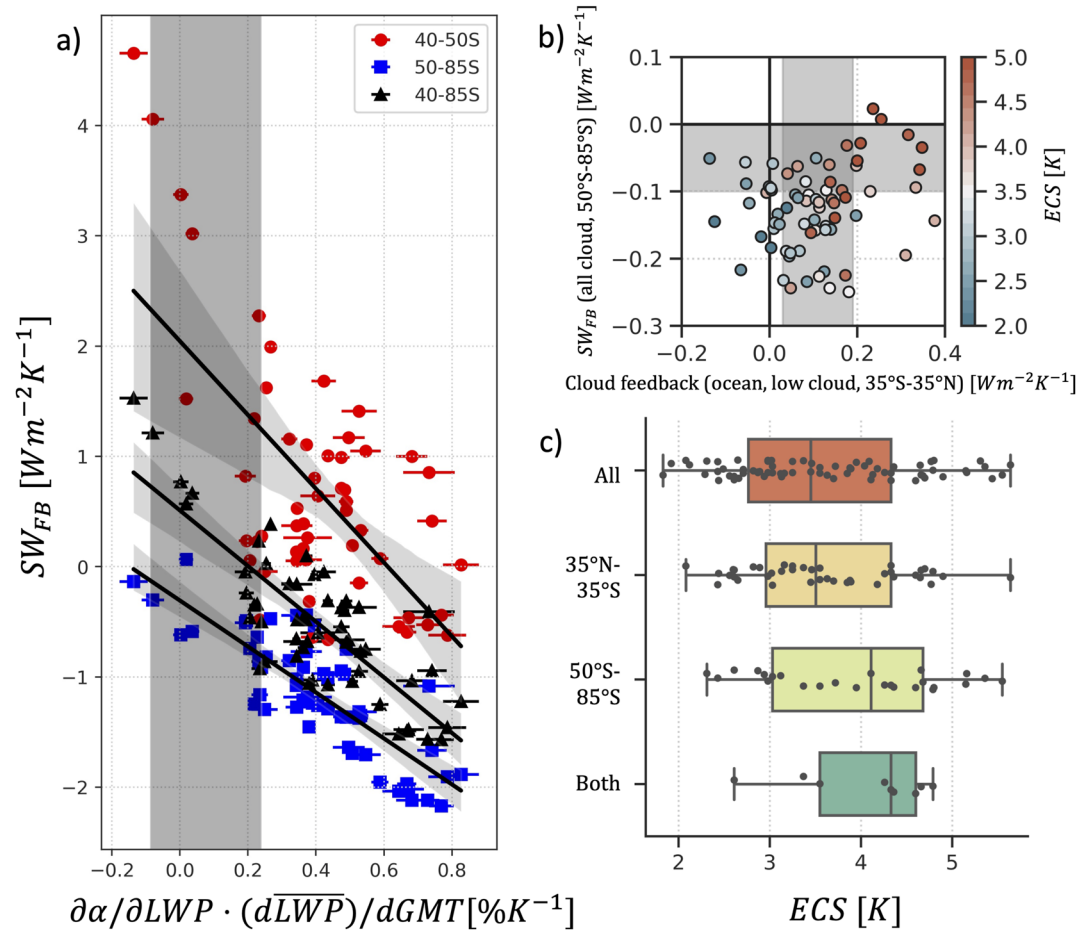 a)
40-50S
50-85S
40-85S
4
3
2
1
0
−1
−2
SW_FB [Wm⁻²K⁻¹]
−0.2 0.0 0.2 0.4 0.6 0.8
∂α/∂LWP · (dL̅W̅P̅)/dGMT[%K⁻¹]
b)
0.1
0.0
−0.1
−0.2
−0.3
SW_FB (all cloud, 50°S-85°S) [Wm⁻²K⁻¹]
−0.2 0.0 0.2 0.4
Cloud feedback (ocean, low cloud, 35°S-35°N) [Wm⁻²K⁻¹]
5.0
4.5
4.0
3.5
3.0
2.5
2.0
ECS [K]
c)
All
35°N-
35°S
50°S-
85°S
Both
2 3 4 5
ECS [K]